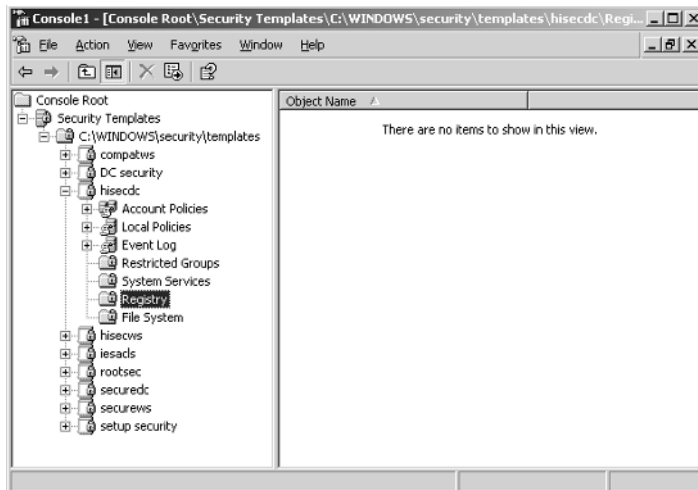 Console1 - [Console Root\Security Templates\C:\WINDOWS\security\templates\hisecdc\Regi...
File Action View Favorites Window Help
Console Root
Security Templates
C:\WINDOWS\security\templates
compatws
DC security
hisecdc
Account Policies
Local Policies
Event Log
Restricted Groups
System Services
Registry
File System
hisecws
iesacls
rootsec
securedc
securews
setup security
Object Name
There are no items to show in this view.